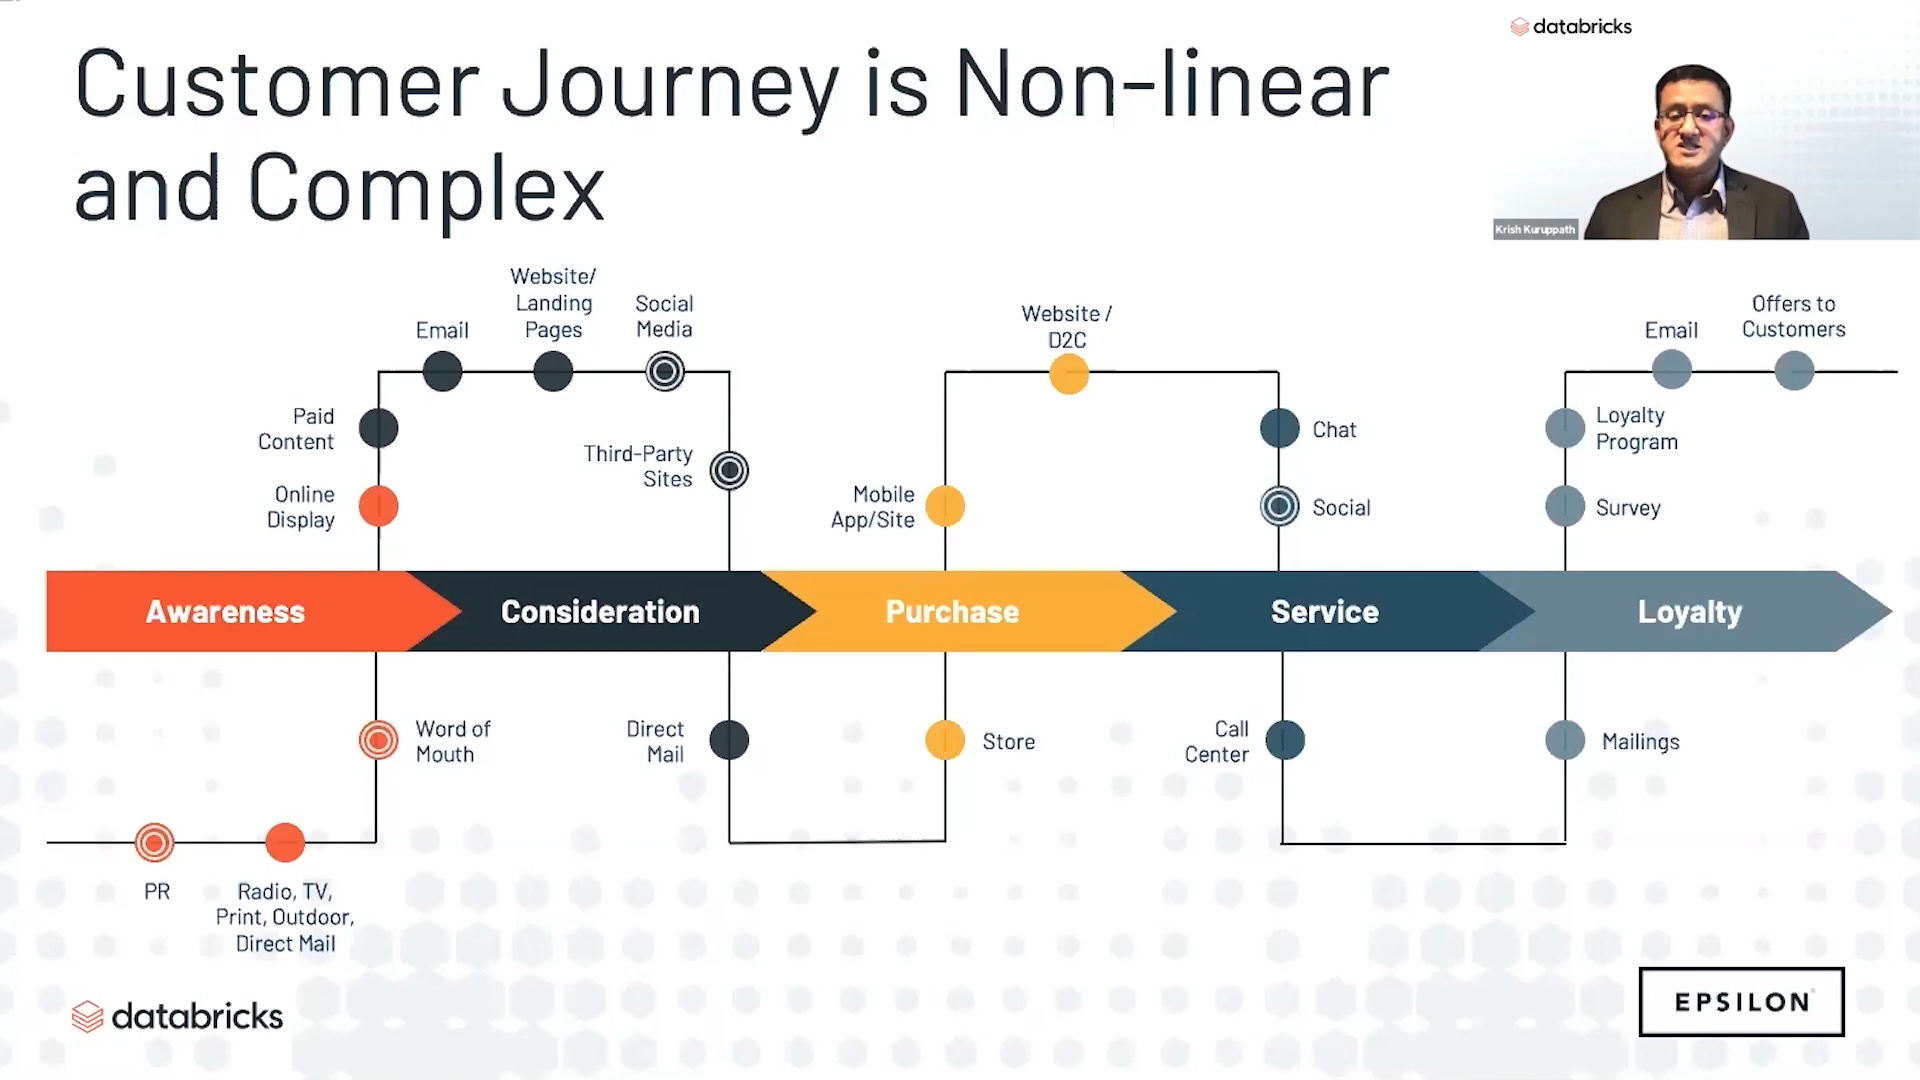 Customer Journey is Non-linear
and Complex
databricks
Krish Kuruppath
Website/
Landing
Pages
Social
Media
Email
Paid
Content
Online
Display
Third-Party
Sites
Website /
D2C
Mobile
App/Site
Chat
Social
Email
Offers to
Customers
Loyalty
Program
Survey
Awareness
Consideration
Purchase
Service
Loyalty
Word of
Mouth
Direct
Mail
Store
Call
Center
Mailings
PR
Radio, TV,
Print, Outdoor,
Direct Mail
databricks
EPSILON